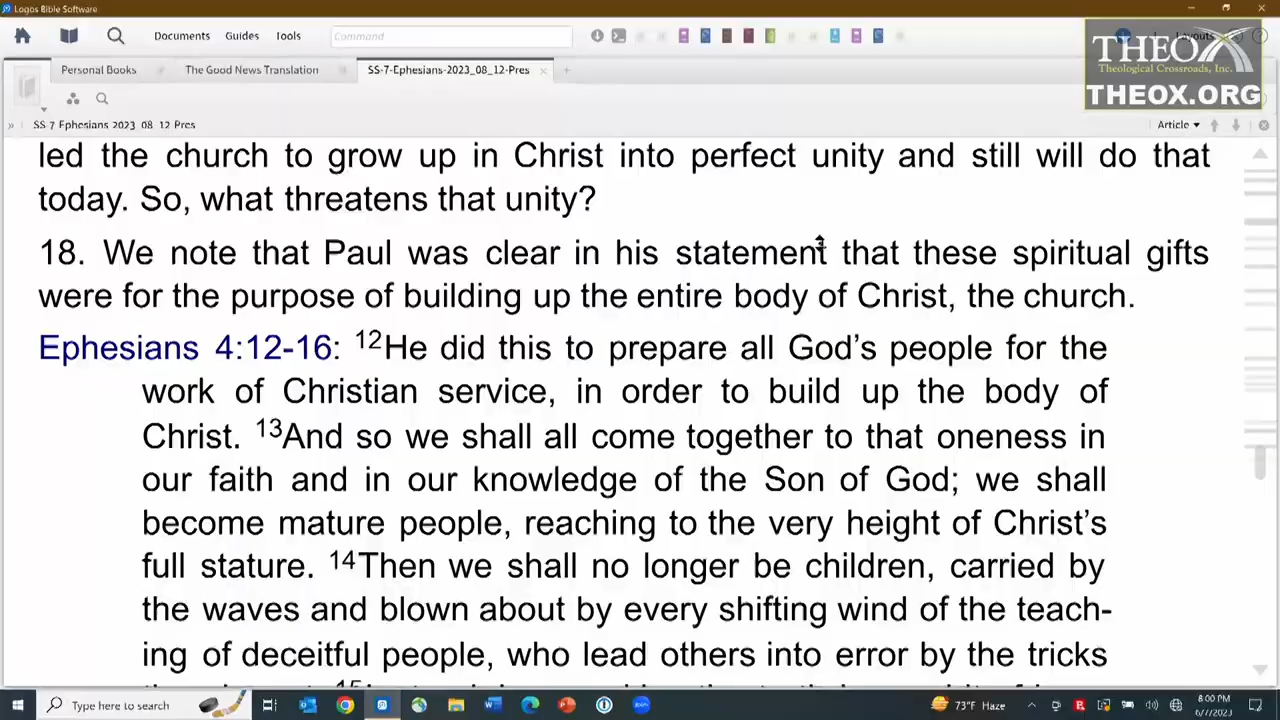 Logos Bible Software
Documents Guides Tools Command Layouts
THEOX
Theological Crossroads, Inc.
THEOX.ORG
Personal Books The Good News Translation SS-7-Ephesians-2023_08_12-Pres
» SS-7-Ephesians-2023_08_12-Pres Article
led the church to grow up in Christ into perfect unity and still will do that
today. So, what threatens that unity?
18. We note that Paul was clear in his statement that these spiritual gifts
were for the purpose of building up the entire body of Christ, the church.
Ephesians 4:12-16: 12He did this to prepare all God’s people for the
work of Christian service, in order to build up the body of
Christ. 13And so we shall all come together to that oneness in
our faith and in our knowledge of the Son of God; we shall
become mature people, reaching to the very height of Christ’s
full stature. 14Then we shall no longer be children, carried by
the waves and blown about by every shifting wind of the teach-
ing of deceitful people, who lead others into error by the tricks
Type here to search 73°F Haze 8:00 PM
6/7/2023